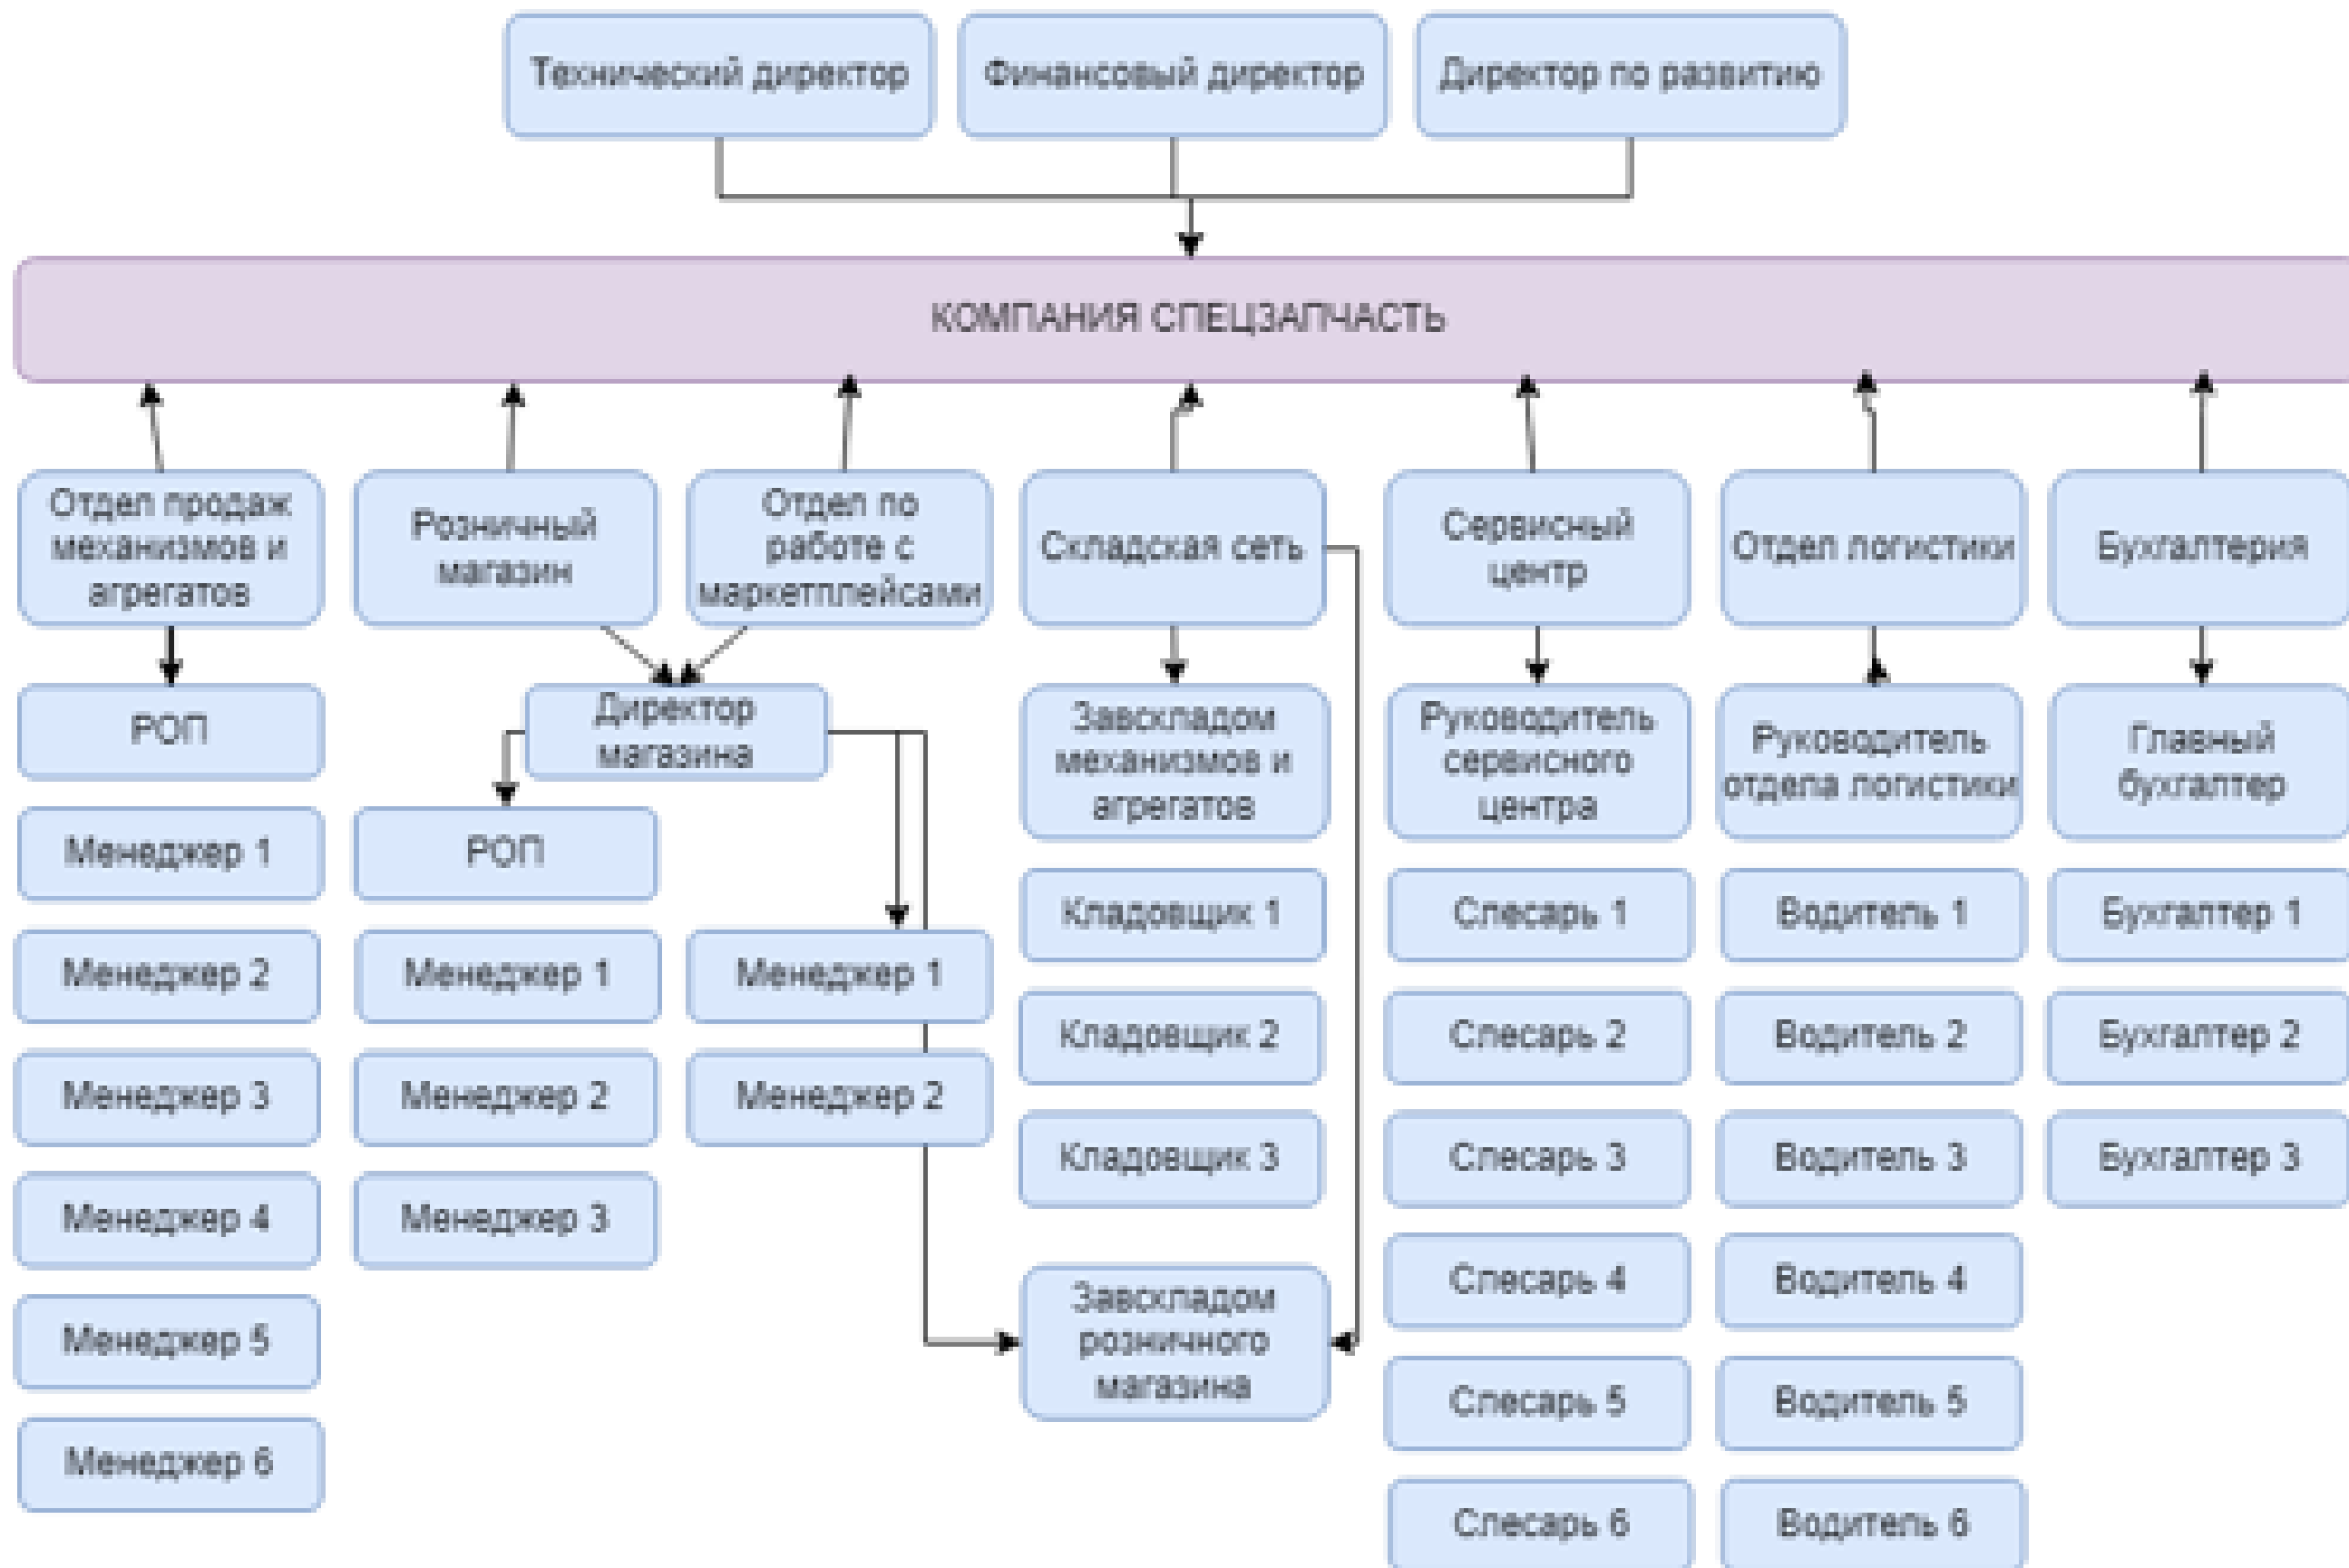 Технический директор
Финансовый директор
Директор по развитию
КОМПАНИЯ СПЕЦЗАПЧАСТЬ
Отдел продаж
механизмов и
агрегатов
Розничный
магазин
Отдел по
работе с
маркетплейсами
Складская сеть
Сервисный
центр
Отдел логистики
Бухгалтерия
РОП
Менеджер 1
Менеджер 2
Менеджер 3
Менеджер 4
Менеджер 5
Менеджер 6
Директор
магазина
РОП
Менеджер 1
Менеджер 2
Менеджер 3
Менеджер 1
Менеджер 2
Завскладом
механизмов и
агрегатов
Кладовщик 1
Кладовщик 2
Кладовщик 3
Завскладом
розничного
магазина
Руководитель
сервисного
центра
Слесарь 1
Слесарь 2
Слесарь 3
Слесарь 4
Слесарь 5
Слесарь 6
Руководитель
отдела логистики
Водитель 1
Водитель 2
Водитель 3
Водитель 4
Водитель 5
Водитель 6
Главный
бухгалтер
Бухгалтер 1
Бухгалтер 2
Бухгалтер 3